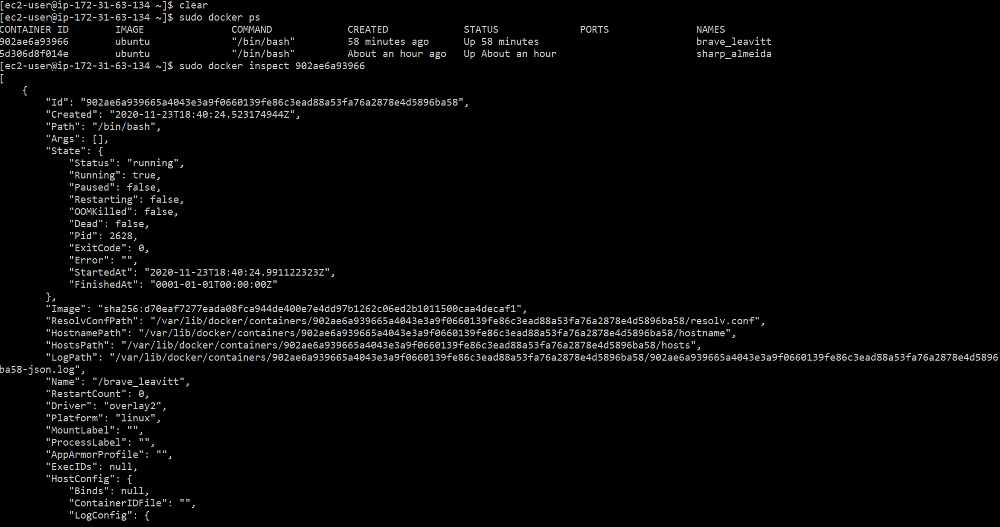 [ec2-user@ip-172-31-63-134 ~]$ clear
[ec2-user@ip-172-31-63-134 ~]$ sudo docker ps
CONTAINER ID        IMAGE               COMMAND             CREATED             STATUS              PORTS               NAMES
902ae6a93966        ubuntu              "/bin/bash"         58 minutes ago      Up 58 minutes                           brave_leavitt
5d306d8f014e        ubuntu              "/bin/bash"         About an hour ago   Up About an hour                        sharp_almeida
[ec2-user@ip-172-31-63-134 ~]$ sudo docker inspect 902ae6a93966
[
    {
        "Id": "902ae6a939665a4043e3a9f0660139fe86c3ead88a53fa76a2878e4d5896ba58",
        "Created": "2020-11-23T18:40:24.523174944Z",
        "Path": "/bin/bash",
        "Args": [],
        "State": {
            "Status": "running",
            "Running": true,
            "Paused": false,
            "Restarting": false,
            "OOMKilled": false,
            "Dead": false,
            "Pid": 2628,
            "ExitCode": 0,
            "Error": "",
            "StartedAt": "2020-11-23T18:40:24.991122323Z",
            "FinishedAt": "0001-01-01T00:00:00Z"
        },
        "Image": "sha256:d70eaf7277eada08fca944de400e7e4dd97b1262c06ed2b1011500caa4decaf1",
        "ResolvConfPath": "/var/lib/docker/containers/902ae6a939665a4043e3a9f0660139fe86c3ead88a53fa76a2878e4d5896ba58/resolv.conf",
        "HostnamePath": "/var/lib/docker/containers/902ae6a939665a4043e3a9f0660139fe86c3ead88a53fa76a2878e4d5896ba58/hostname",
        "HostsPath": "/var/lib/docker/containers/902ae6a939665a4043e3a9f0660139fe86c3ead88a53fa76a2878e4d5896ba58/hosts",
        "LogPath": "/var/lib/docker/containers/902ae6a939665a4043e3a9f0660139fe86c3ead88a53fa76a2878e4d5896ba58/902ae6a939665a4043e3a9f0660139fe86c3ead88a53fa76a2878e4d5896
ba58-json.log",
        "Name": "/brave_leavitt",
        "RestartCount": 0,
        "Driver": "overlay2",
        "Platform": "linux",
        "MountLabel": "",
        "ProcessLabel": "",
        "AppArmorProfile": "",
        "ExecIDs": null,
        "HostConfig": {
            "Binds": null,
            "ContainerIDFile": "",
            "LogConfig": {